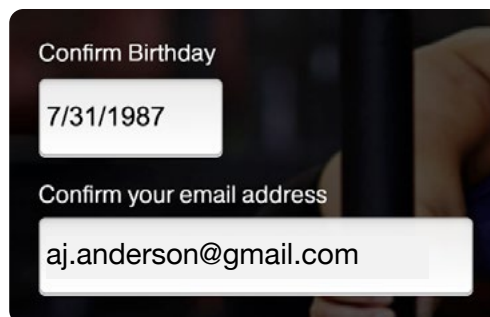 Confirm Birthday
7/31/1987
Confirm your email address
aj.anderson@gmail.com